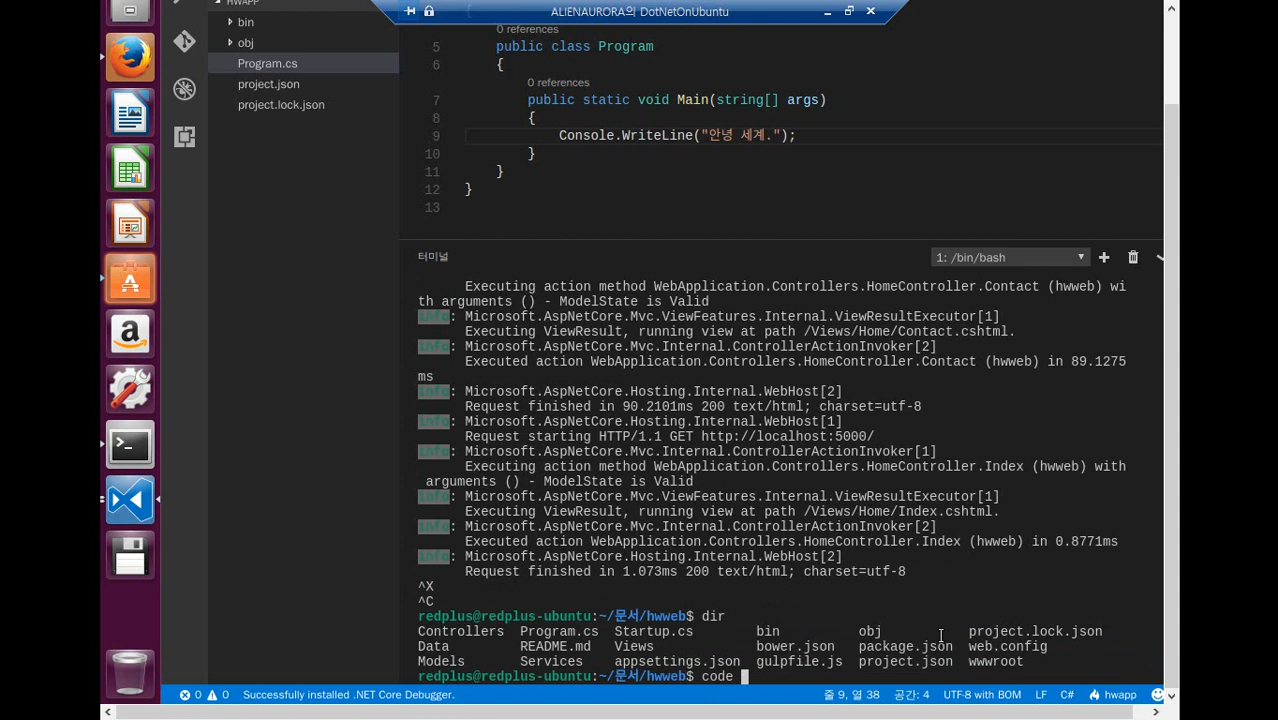 HWAPP
ALIENAURORA의 DotNetOnUbuntu
bin
obj
Program.cs
project.json
project.lock.json
0 references
5 public class Program
6 {
0 references
7 public static void Main(string[] args)
8 {
9 Console.WriteLine("안녕 세계.");
10 }
11 }
12 }
13
터미널
1: /bin/bash
Executing action method WebApplication.Controllers.HomeController.Contact (hwweb) wi
th arguments () - ModelState is Valid
info: Microsoft.AspNetCore.Mvc.ViewFeatures.Internal.ViewResultExecutor[1]
Executing ViewResult, running view at path /Views/Home/Contact.cshtml.
info: Microsoft.AspNetCore.Mvc.Internal.ControllerActionInvoker[2]
Executed action WebApplication.Controllers.HomeController.Contact (hwweb) in 89.1275
ms
info: Microsoft.AspNetCore.Hosting.Internal.WebHost[2]
Request finished in 90.2101ms 200 text/html; charset=utf-8
info: Microsoft.AspNetCore.Hosting.Internal.WebHost[1]
Request starting HTTP/1.1 GET http://localhost:5000/
info: Microsoft.AspNetCore.Mvc.Internal.ControllerActionInvoker[1]
Executing action method WebApplication.Controllers.HomeController.Index (hwweb) with
arguments () - ModelState is Valid
info: Microsoft.AspNetCore.Mvc.ViewFeatures.Internal.ViewResultExecutor[1]
Executing ViewResult, running view at path /Views/Home/Index.cshtml.
info: Microsoft.AspNetCore.Mvc.Internal.ControllerActionInvoker[2]
Executed action WebApplication.Controllers.HomeController.Index (hwweb) in 0.8771ms
info: Microsoft.AspNetCore.Hosting.Internal.WebHost[2]
Request finished in 1.073ms 200 text/html; charset=utf-8
^X
^C
redplus@redplus-ubuntu:~/문서/hwweb$ dir
Controllers Program.cs Startup.cs bin obj project.lock.json
Data README.md Views bower.json package.json web.config
Models Services appsettings.json gulpfile.js project.json wwwroot
redplus@redplus-ubuntu:~/문서/hwweb$ code
0 0 Successfully installed .NET Core Debugger. 줄 9, 열 38 공간: 4 UTF-8 with BOM LF C# hwapp